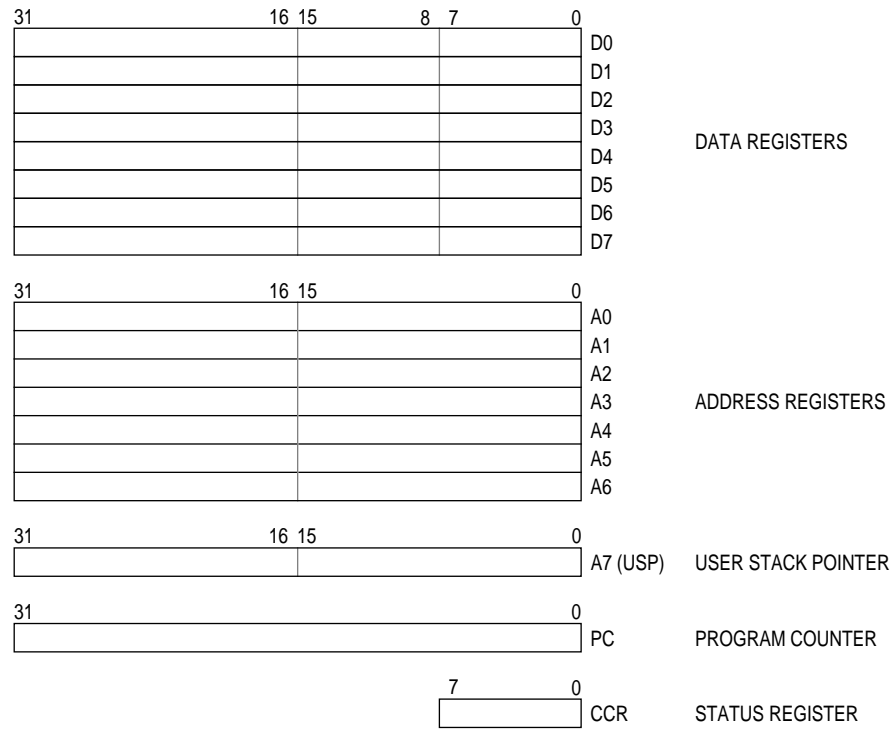 31 16 15 8 7 0
D0
D1
D2
D3 DATA REGISTERS
D4
D5
D6
D7
31 16 15 0
A0
A1
A2
A3 ADDRESS REGISTERS
A4
A5
A6
31 16 15 0
A7 (USP) USER STACK POINTER
31 0
PC PROGRAM COUNTER
7 0
CCR STATUS REGISTER